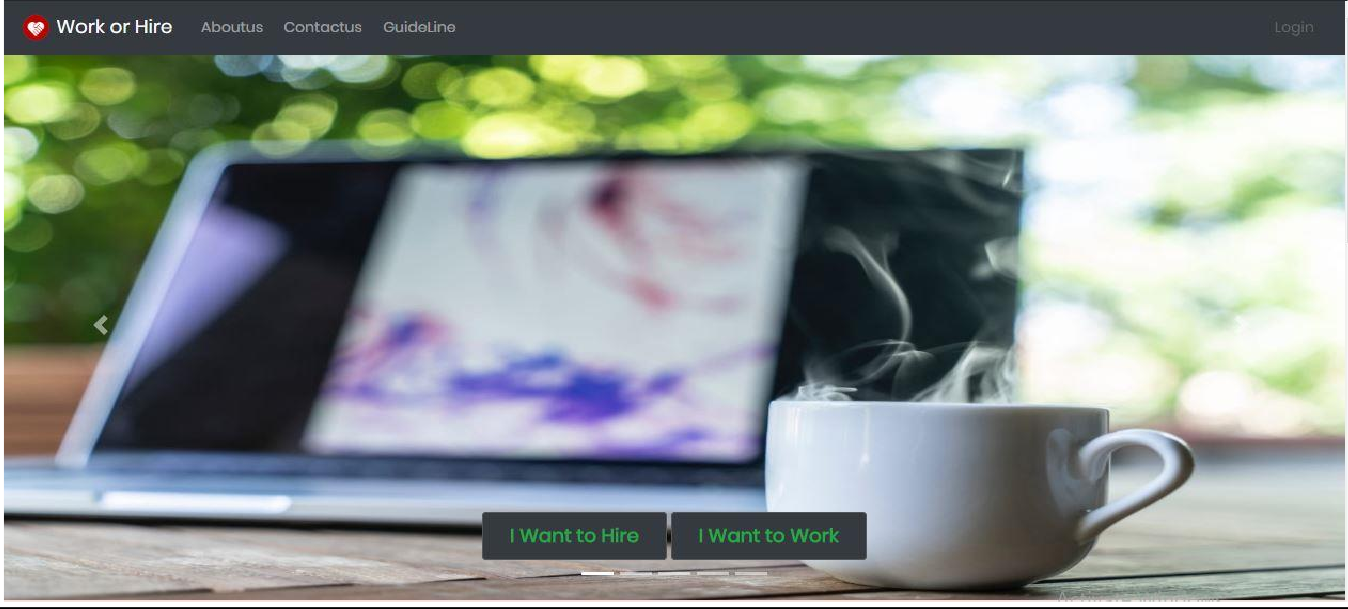 Work or Hire
Aboutus
Contactus
GuideLine
Login
I Want to Hire
I Want to Work